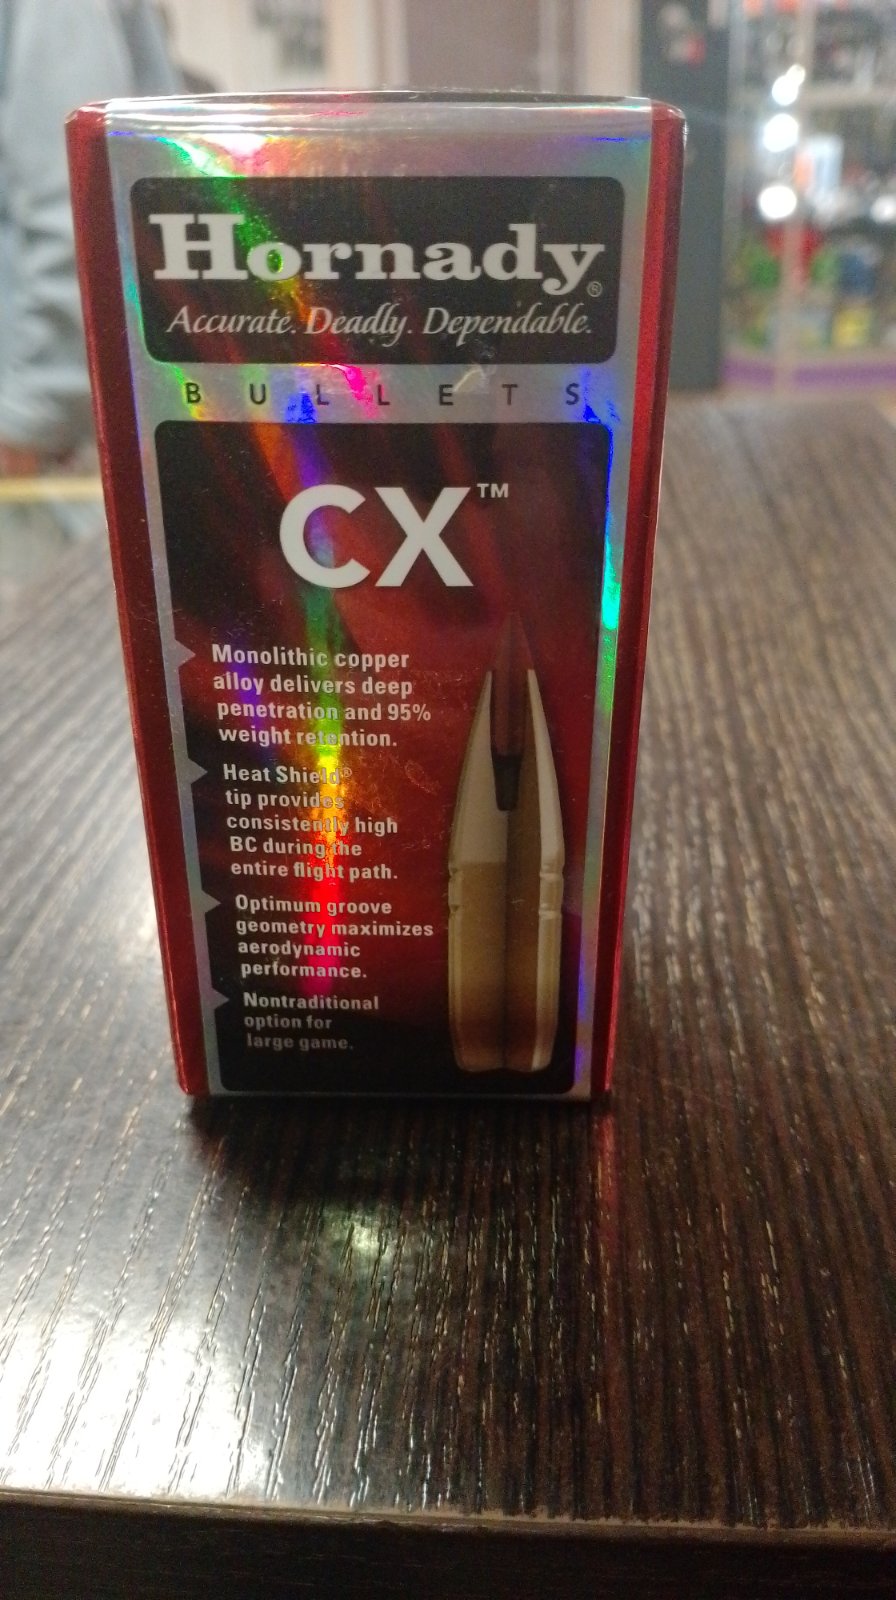 Hornady®
Accurate. Deadly. Dependable.
BULLETS
CX™
Monolithic copper
alloy delivers deep
penetration and 95%
weight retention.
Heat Shield®
tip provides
consistently high
BC during the
entire flight path.
Optimum groove
geometry maximizes
aerodynamic
performance.
Nontraditional
option for
large game.